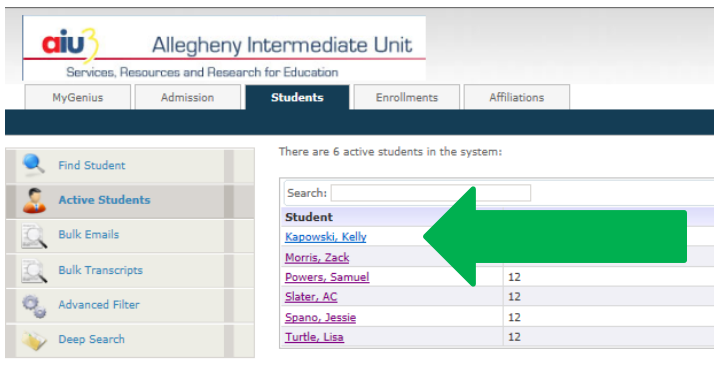 aiu3 Allegheny Intermediate Unit
Services, Resources and Research for Education
MyGenius Admission Students Enrollments Affiliations
There are 6 active students in the system:
Find Student
Active Students
Bulk Emails
Bulk Transcripts
Advanced Filter
Deep Search
Search:
Student
Kapowski, Kelly
Morris, Zack
Powers, Samuel 12
Slater, AC 12
Spano, Jessie 12
Turtle, Lisa 12